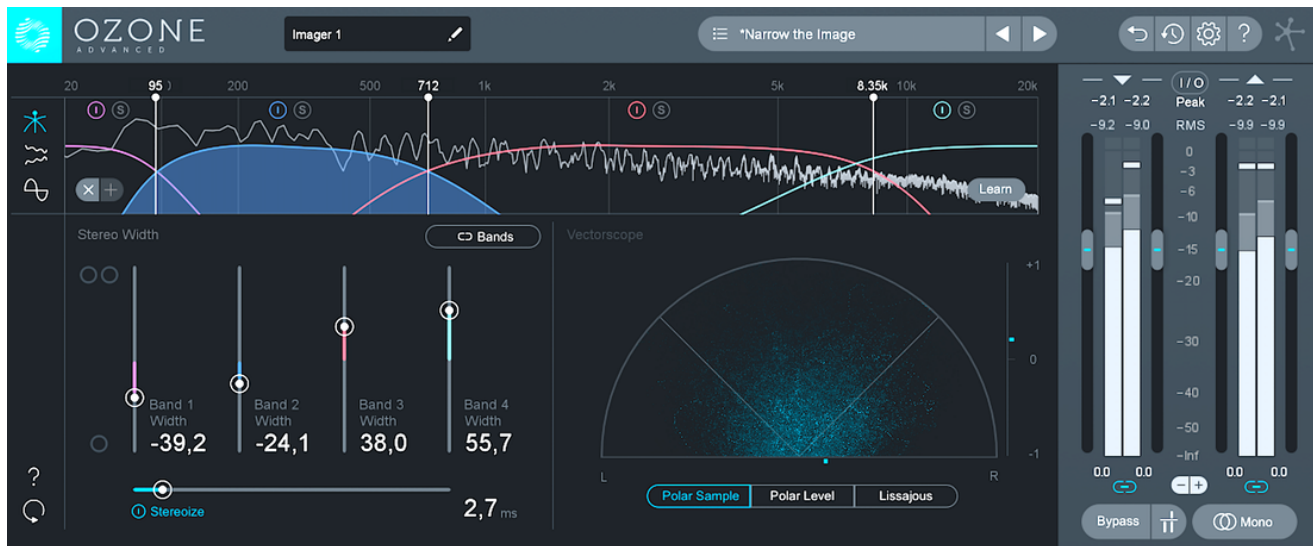 OZONE
ADVANCED
Imager 1
*Narrow the Image
?
20 95 200 500 712 1k 2k 5k 8.35k 10k 20k
S S S S
Learn
Stereo Width
Bands
Band 1 Width -39,2
Band 2 Width -24,1
Band 3 Width 38,0
Band 4 Width 55,7
Stereoize
2,7 ms
?
Vectorscope
+1
0
-1
L R
Polar Sample Polar Level Lissajous
I/O
-2.1 -2.2 Peak -2.2 -2.1
-9.2 -9.0 RMS -9.9 -9.9
0
-3
-6
-10
-15
-20
-30
-40
-50
-Inf
0.0 0.0 0.0 0.0
Bypass
Mono